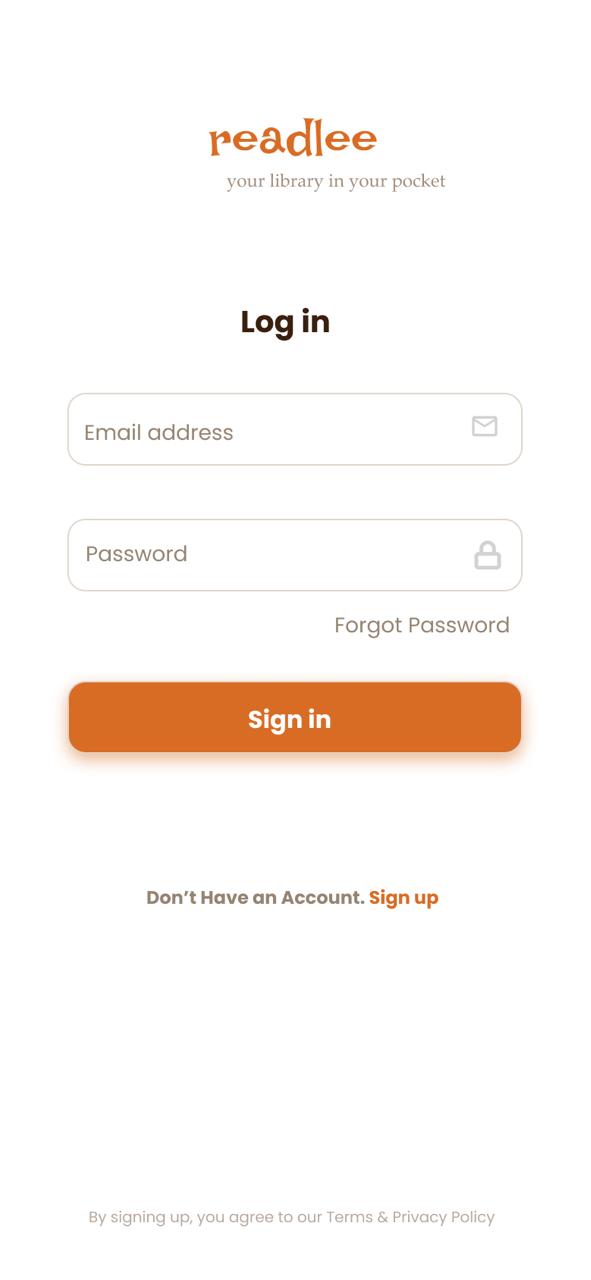 readlee
your library in your pocket
Log in
Email address
Password
Forgot Password
Sign in
Don’t Have an Account. Sign up
By signing up, you agree to our Terms & Privacy Policy